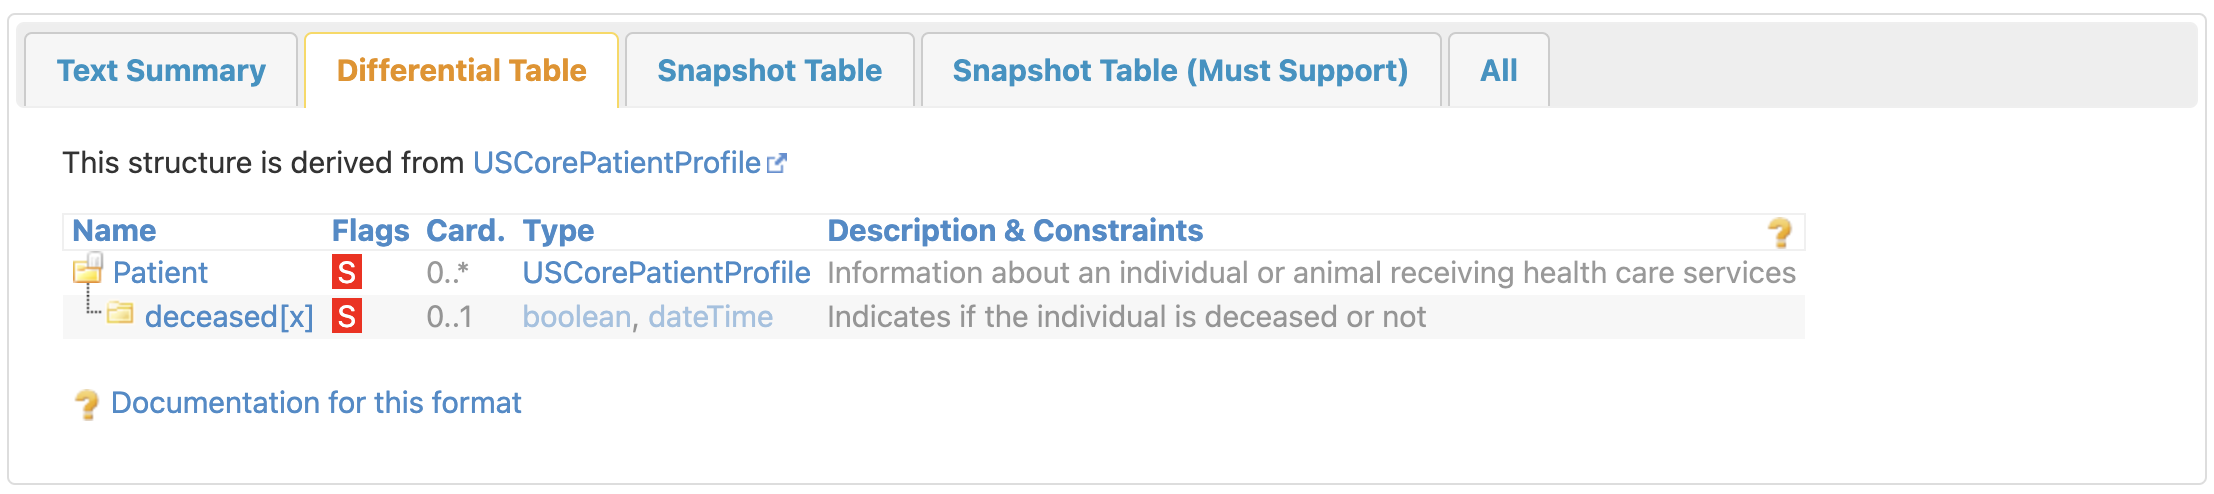 Text Summary Differential Table Snapshot Table Snapshot Table (Must Support) All
This structure is derived from USCorePatientProfile
Name Flags Card. Type Description & Constraints
Patient S 0..* USCorePatientProfile Information about an individual or animal receiving health care services
deceased[x] S 0..1 boolean, dateTime Indicates if the individual is deceased or not
Documentation for this format